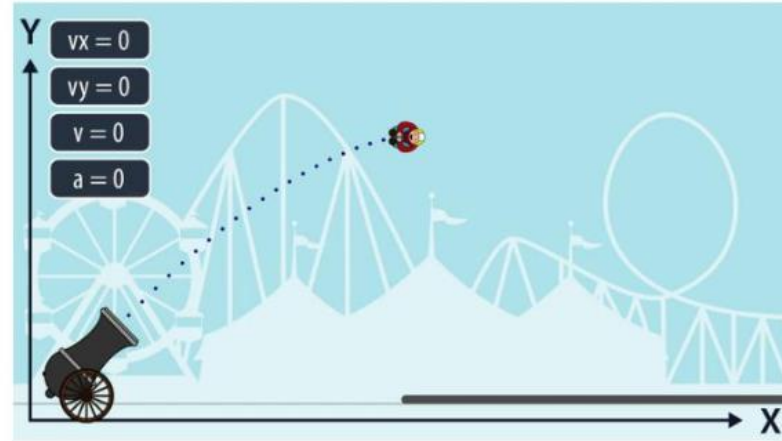 Y
vx = 0
vy = 0
v = 0
a = 0
X